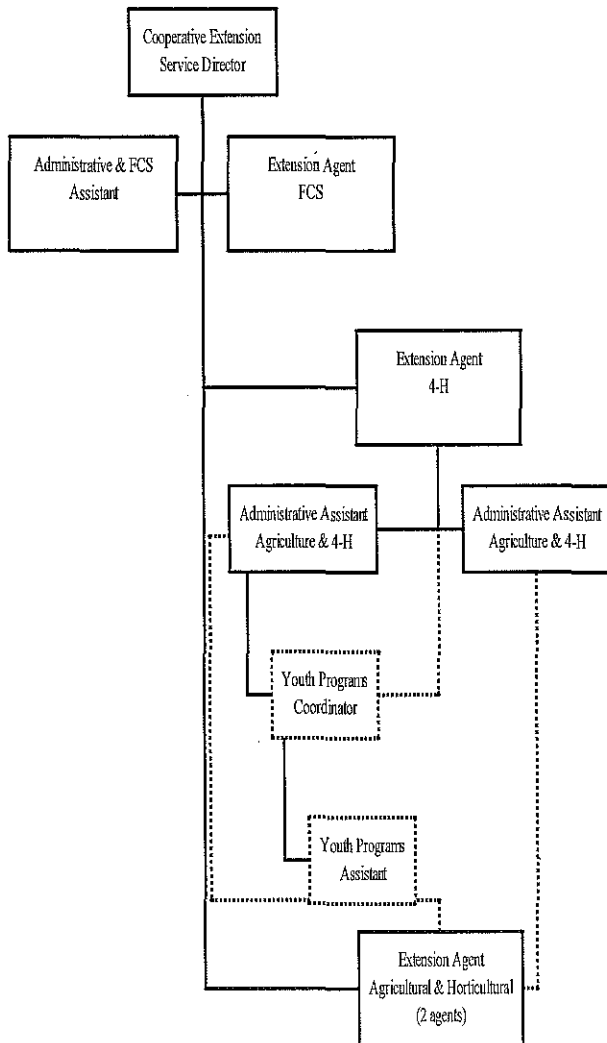 Cooperative Extension
Service Director
Administrative & FCS
Assistant
Extension Agent
FCS
Extension Agent
4-H
Administrative Assistant
Agriculture & 4-H
Administrative Assistant
Agriculture & 4-H
Youth Programs
Coordinator
Youth Programs
Assistant
Extension Agent
Agricultural & Horticultural
(2 agents)